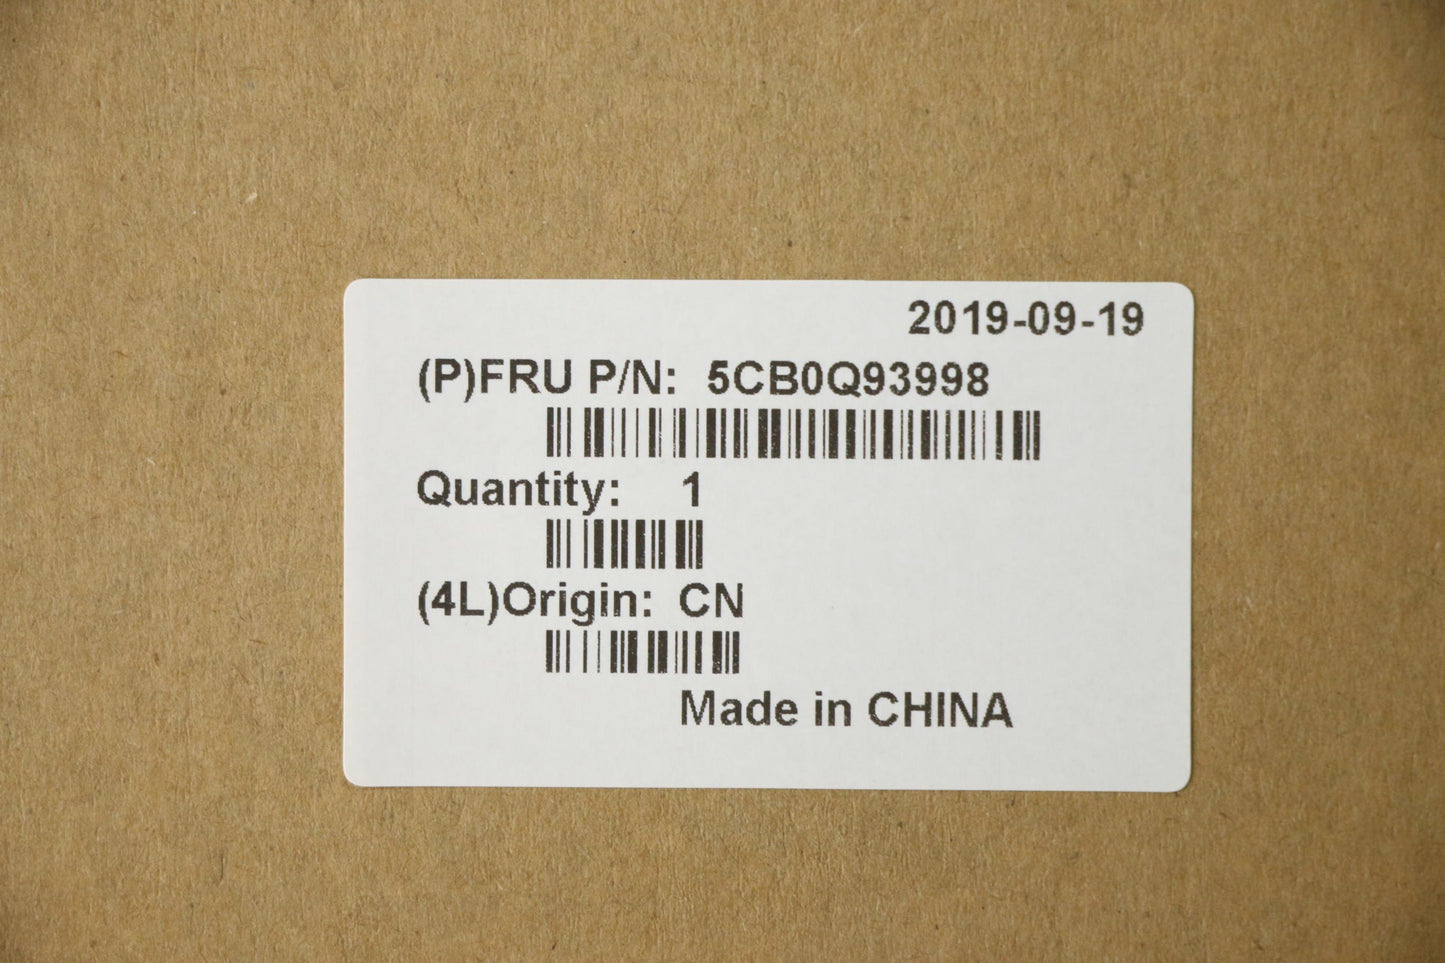 2019-09-19
(P)FRU P/N: 5CB0Q93998
Quantity: 1
(4L)Origin: CN
Made in CHINA